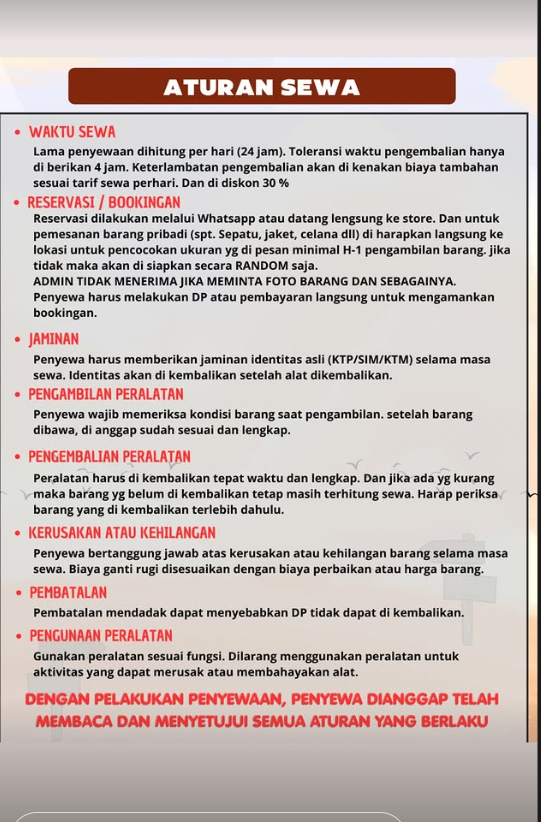 ATURAN SEWA
• WAKTU SEWA
Lama penyewaan dihitung per hari (24 jam). Toleransi waktu pengembalian hanya
di berikan 4 jam. Keterlambatan pengembalian akan di kenakan biaya tambahan
sesuai tarif sewa perhari. Dan di diskon 30 %
• RESERVASI / BOOKINGAN
Reservasi dilakukan melalui Whatsapp atau datang lengsung ke store. Dan untuk
pemesanan barang pribadi (spt. Sepatu, jaket, celana dll) di harapkan langsung ke
lokasi untuk pencocokan ukuran yg di pesan minimal H-1 pengambilan barang. jika
tidak maka akan di siapkan secara RANDOM saja.
ADMIN TIDAK MENERIMA JIKA MEMINTA FOTO BARANG DAN SEBAGAINYA.
Penyewa harus melakukan DP atau pembayaran langsung untuk mengamankan
bookingan.
• JAMINAN
Penyewa harus memberikan jaminan identitas asli (KTP/SIM/KTM) selama masa
sewa. Identitas akan di kembalikan setelah alat dikembalikan.
• PENGAMBILAN PERALATAN
Penyewa wajib memeriksa kondisi barang saat pengambilan. setelah barang
dibawa, di anggap sudah sesuai dan lengkap.
• PENGEMBALIAN PERALATAN
Peralatan harus di kembalikan tepat waktu dan lengkap. Dan jika ada yg kurang
maka barang yg belum di kembalikan tetap masih terhitung sewa. Harap periksa
barang yang di kembalikan terlebih dahulu.
• KERUSAKAN ATAU KEHILANGAN
Penyewa bertanggung jawab atas kerusakan atau kehilangan barang selama masa
sewa. Biaya ganti rugi disesuaikan dengan biaya perbaikan atau harga barang.
• PEMBATALAN
Pembatalan mendadak dapat menyebabkan DP tidak dapat di kembalikan.
• PENGUNAAN PERALATAN
Gunakan peralatan sesuai fungsi. Dilarang menggunakan peralatan untuk
aktivitas yang dapat merusak atau membahayakan alat.
DENGAN PELAKUKAN PENYEWAAN, PENYEWA DIANGGAP TELAH
MEMBACA DAN MENYETUJUI SEMUA ATURAN YANG BERLAKU